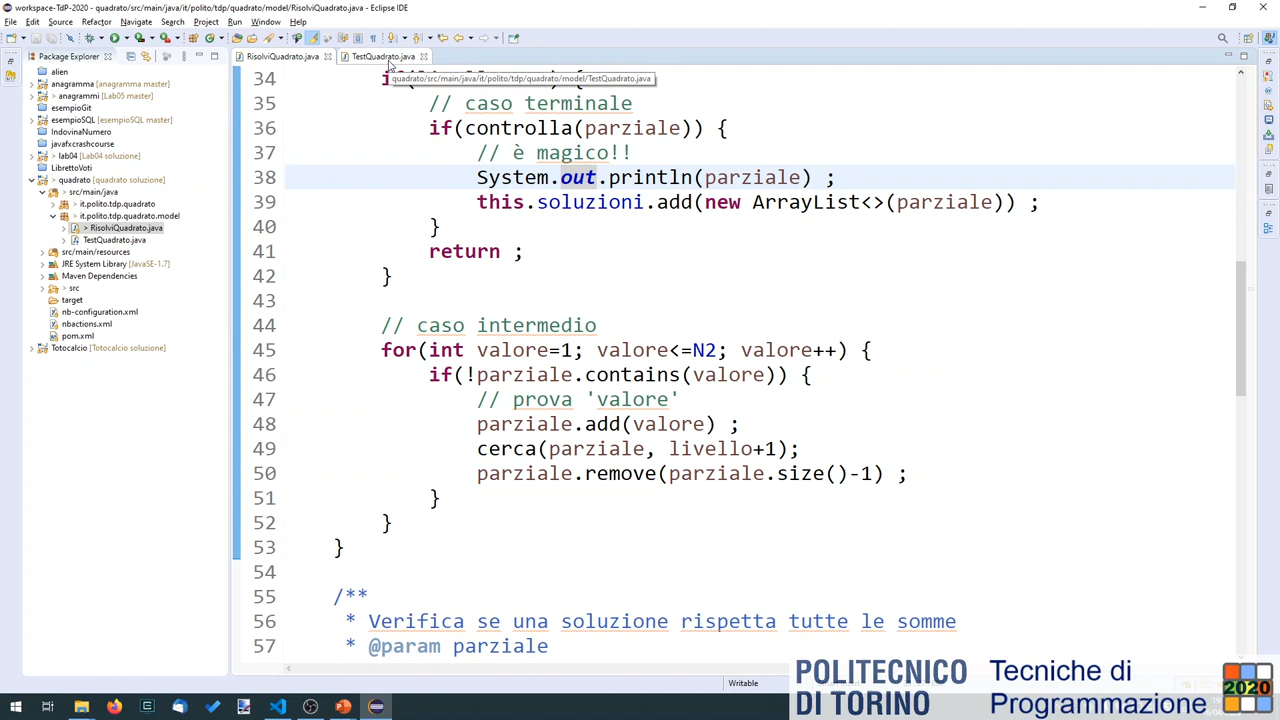 workspace-TdP-2020 - quadrato/src/main/java/it/polito/tdp/quadrato/model/RisolviQuadrato.java - Eclipse IDE
File Edit Source Refactor Navigate Search Project Run Window Help
Package Explorer
RisolviQuadrato.java
TestQuadrato.java
quadrato/src/main/java/it/polito/tdp/quadrato/model/TestQuadrato.java
alien
anagramma [anagramma master]
> anagrammi [Lab05 master]
esempioGit
esempioSQL [esempioSQL master]
IndovinaNumero
javafxcrashcourse
> lab04 [Lab04 soluzione]
LibrettoVoti
> quadrato [quadrato soluzione]
> src/main/java
> it.polito.tdp.quadrato
> it.polito.tdp.quadrato.model
> RisolviQuadrato.java
TestQuadrato.java
src/main/resources
JRE System Library [JavaSE-1.7]
Maven Dependencies
> src
target
nb-configuration.xml
nbactions.xml
pom.xml
> Totocalcio [Totocalcio soluzione]
34
35 // caso terminale
36 if(controlla(parziale)) {
37 // è magico!!
38 System.out.println(parziale) ;
39 this.soluzioni.add(new ArrayList<>(parziale)) ;
40 }
41 return ;
42 }
43
44 // caso intermedio
45 for(int valore=1; valore<=N2; valore++) {
46 if(!parziale.contains(valore)) {
47 // prova 'valore'
48 parziale.add(valore) ;
49 cerca(parziale, livello+1);
50 parziale.remove(parziale.size()-1) ;
51 }
52 }
53 }
54
55 /**
56 * Verifica se una soluzione rispetta tutte le somme
57 * @param parziale
Writable
POLITECNICO
DI TORINO
Tecniche di
Programmazione
2020